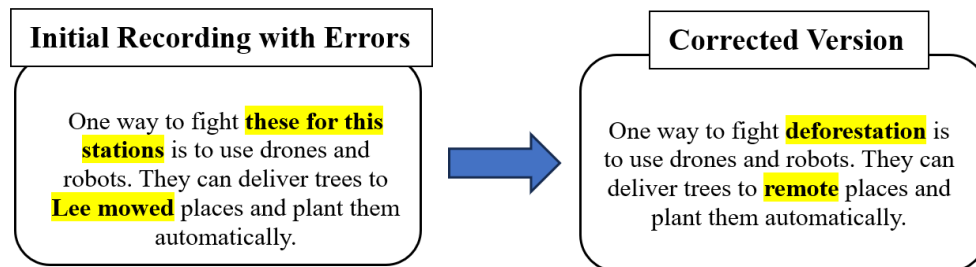 Initial Recording with Errors
One way to fight these for this
stations is to use drones and
robots. They can deliver trees to
Lee mowed places and plant them
automatically.
Corrected Version
One way to fight deforestation is
to use drones and robots. They can
deliver trees to remote places and
plant them automatically.